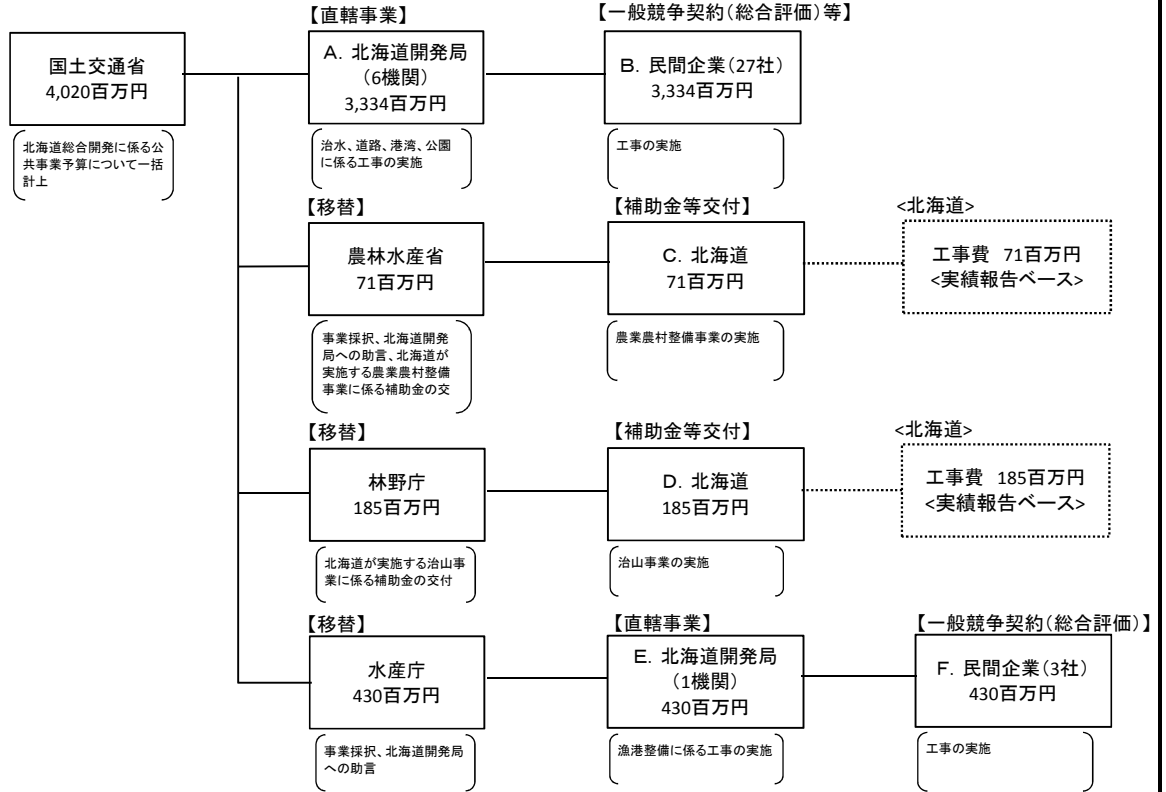 国土交通省
4,020百万円
北海道総合開発に係る公
共事業予算について一括
計上
【直轄事業】
A. 北海道開発局
(6機関)
3,334百万円
治水、道路、港湾、公園
に係る工事の実施
【一般競争契約(総合評価)等】
B. 民間企業(27社)
3,334百万円
工事の実施
【移替】
農林水産省
71百万円
事業採択、北海道開発
局への助言、北海道が
実施する農業農村整備
事業に係る補助金の交
【補助金等交付】
C. 北海道
71百万円
農業農村整備事業の実施
<北海道>
工事費 71百万円
<実績報告ベース>
【移替】
林野庁
185百万円
北海道が実施する治山事
業に係る補助金の交付
【補助金等交付】
D. 北海道
185百万円
治山事業の実施
<北海道>
工事費 185百万円
<実績報告ベース>
【移替】
水産庁
430百万円
事業採択、北海道開発局
への助言
【直轄事業】
E. 北海道開発局
(1機関)
430百万円
漁港整備に係る工事の実施
【一般競争契約(総合評価)】
F. 民間企業(3社)
430百万円
工事の実施